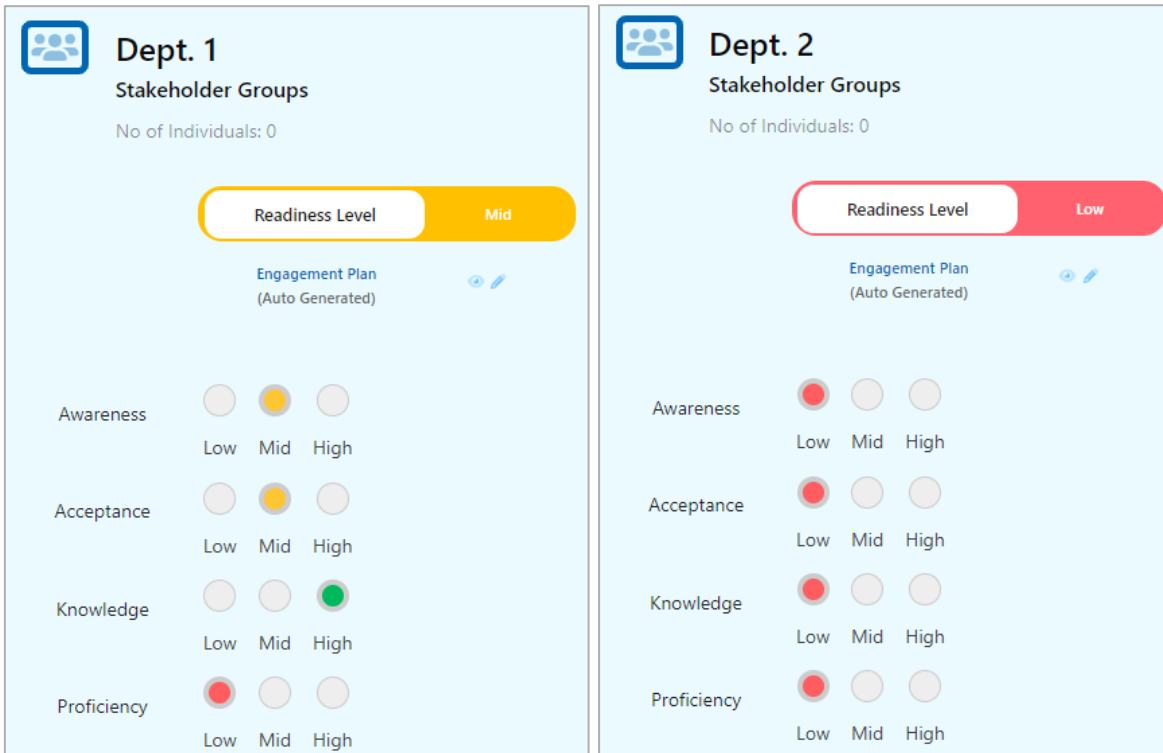 Dept. 1
Stakeholder Groups
No of Individuals: 0
Readiness Level Mid
Engagement Plan
(Auto Generated)
Awareness
Low Mid High
Acceptance
Low Mid High
Knowledge
Low Mid High
Proficiency
Low Mid High
Dept. 2
Stakeholder Groups
No of Individuals: 0
Readiness Level Low
Engagement Plan
(Auto Generated)
Awareness
Low Mid High
Acceptance
Low Mid High
Knowledge
Low Mid High
Proficiency
Low Mid High